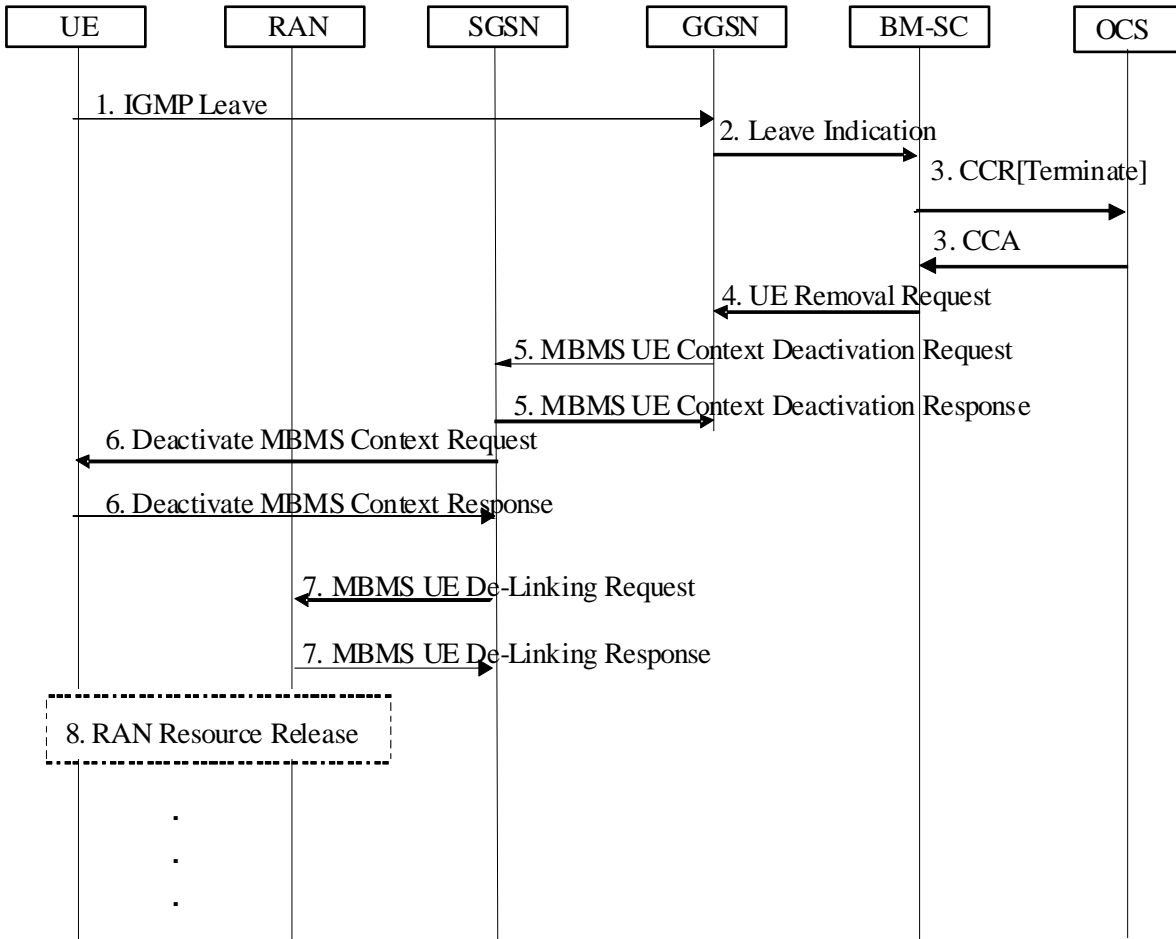 UE RAN SGSN GGSN BM-SC OCS
1. IGMP Leave
2. Leave Indication
3. CCR[Terminate]
3. CCA
4. UE Removal Request
5. MBMS UE Context Deactivation Request
5. MBMS UE Context Deactivation Response
6. Deactivate MBMS Context Request
6. Deactivate MBMS Context Response
7. MBMS UE De-Linking Request
7. MBMS UE De-Linking Response
8. RAN Resource Release
.
.
.